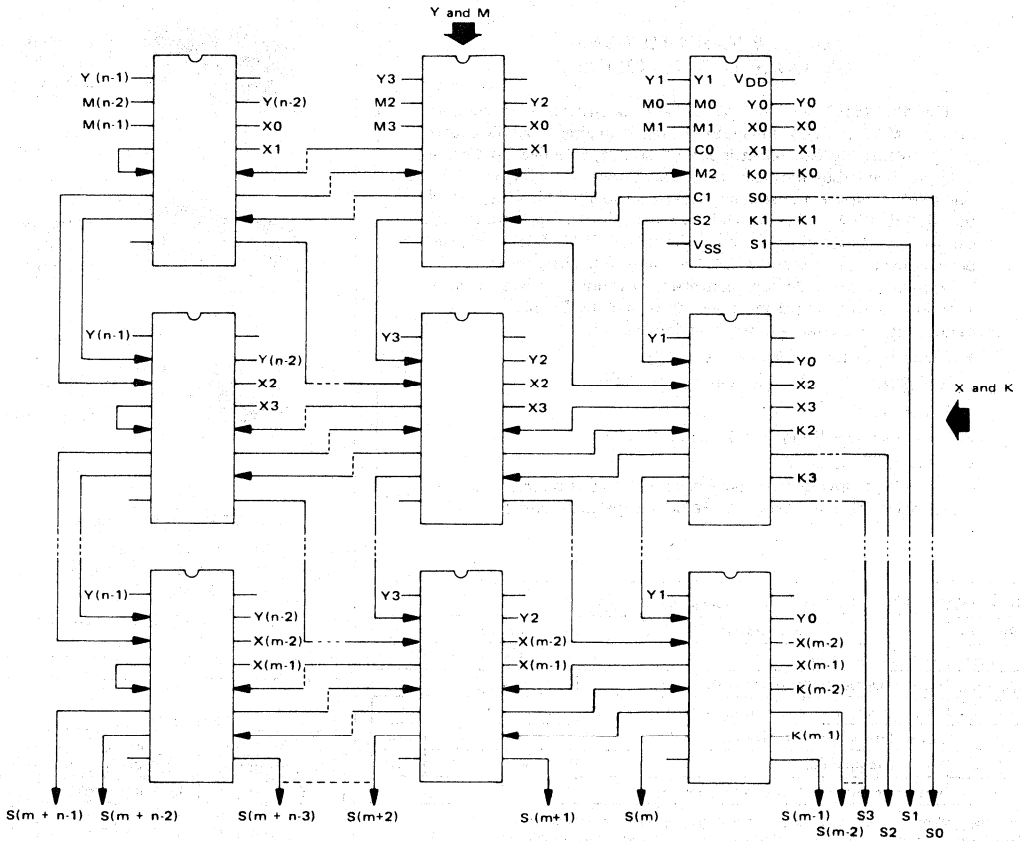 Y and M
Y(n-1)
M(n-2)
M(n-1)
Y(n-2)
X0
X1
Y3
M2
M3
Y2
X0
X1
Y1
M0
M1
Y1 VDD
M0 Y0
M1 X0
C0 X1
M2 K0
C1 S0
S2 K1
VSS S1
Y0
X0
X1
K0
K1
Y(n-1)
Y(n-2)
X2
X3
Y3
Y2
X2
X3
Y1
Y0
X2
X3
K2
K3
X and K
Y(n-1)
Y(n-2)
X(m-2)
X(m-1)
Y3
Y2
X(m-2)
X(m-1)
Y1
Y0
X(m-2)
X(m-1)
K(m-2)
K(m-1)
S(m + n-1)
S(m + n-2)
S(m + n-3)
S(m+2)
S (m+1)
S(m)
S(m-1)
S(m-2)
S3
S2
S1
S0